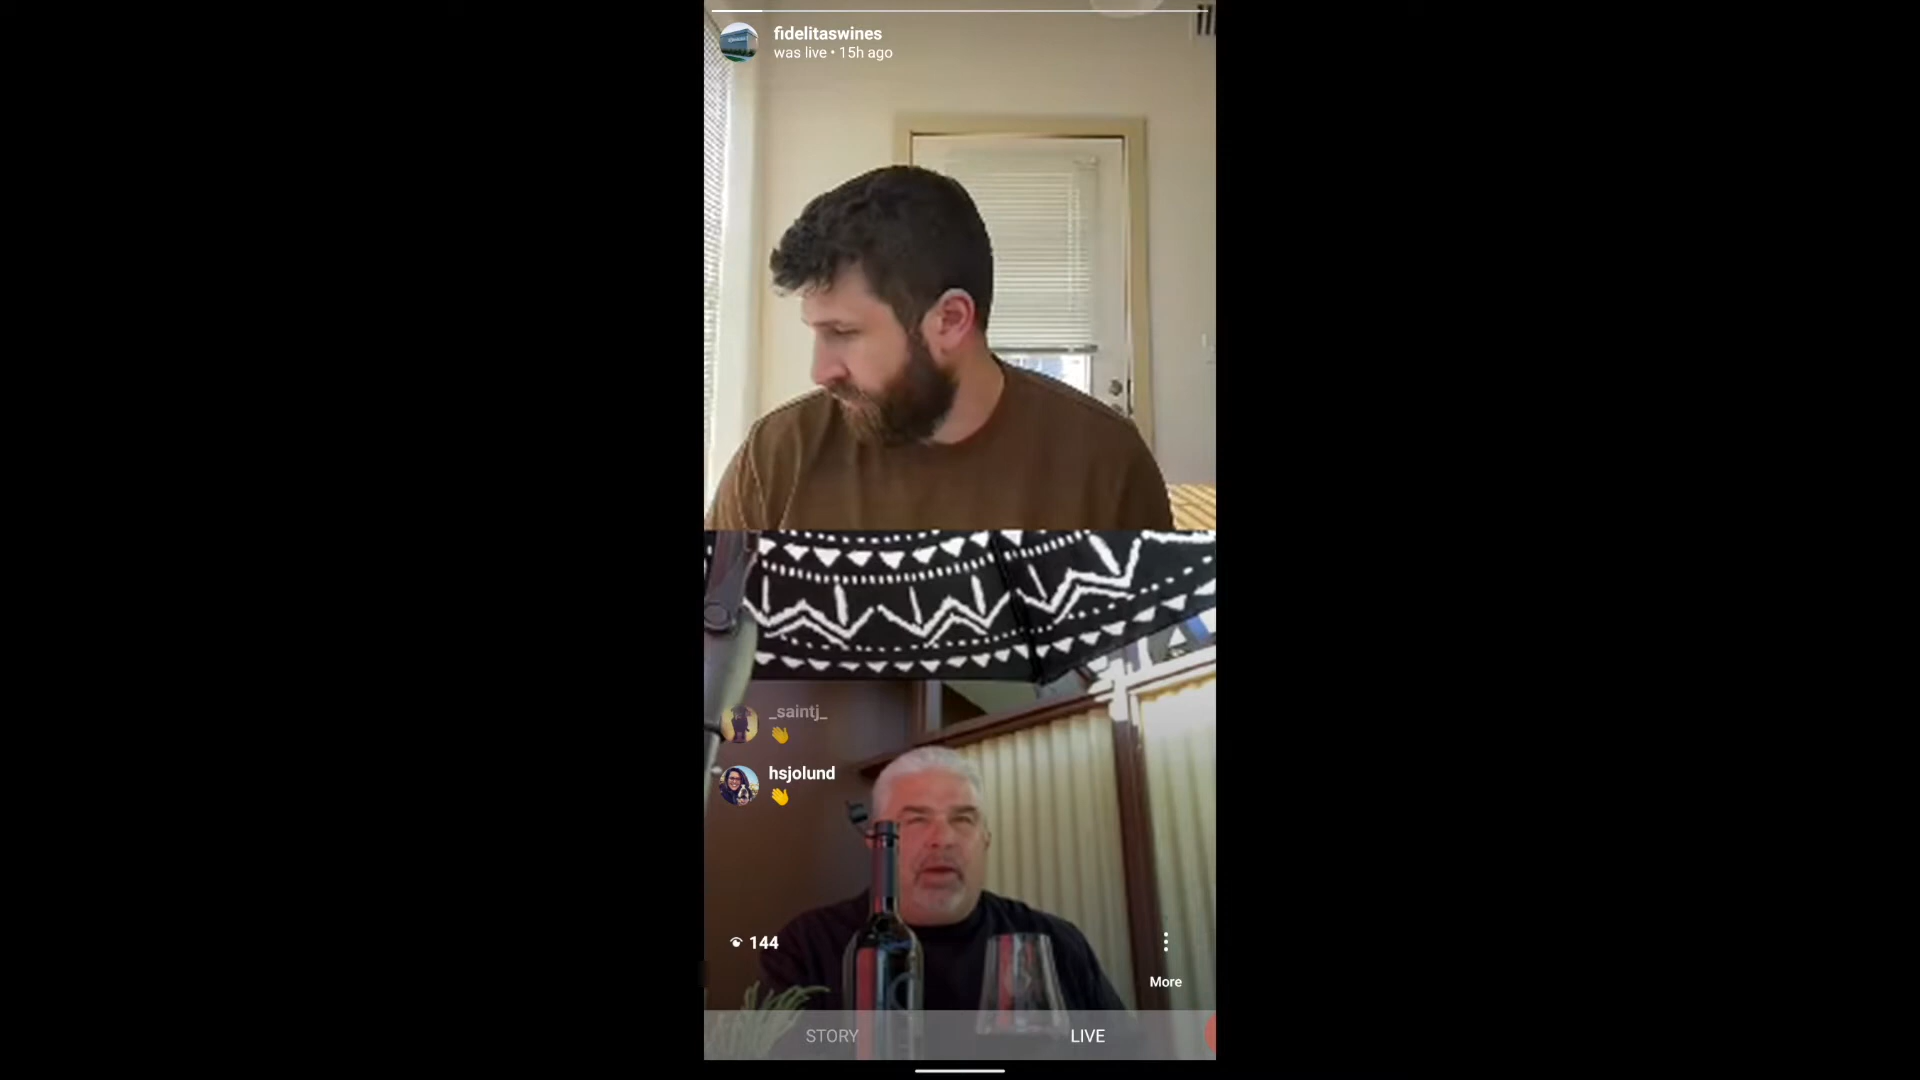 fidelitaswines
was live • 15h ago
_saintj_
👋
hsjolund
👋
144
More
STORY
LIVE